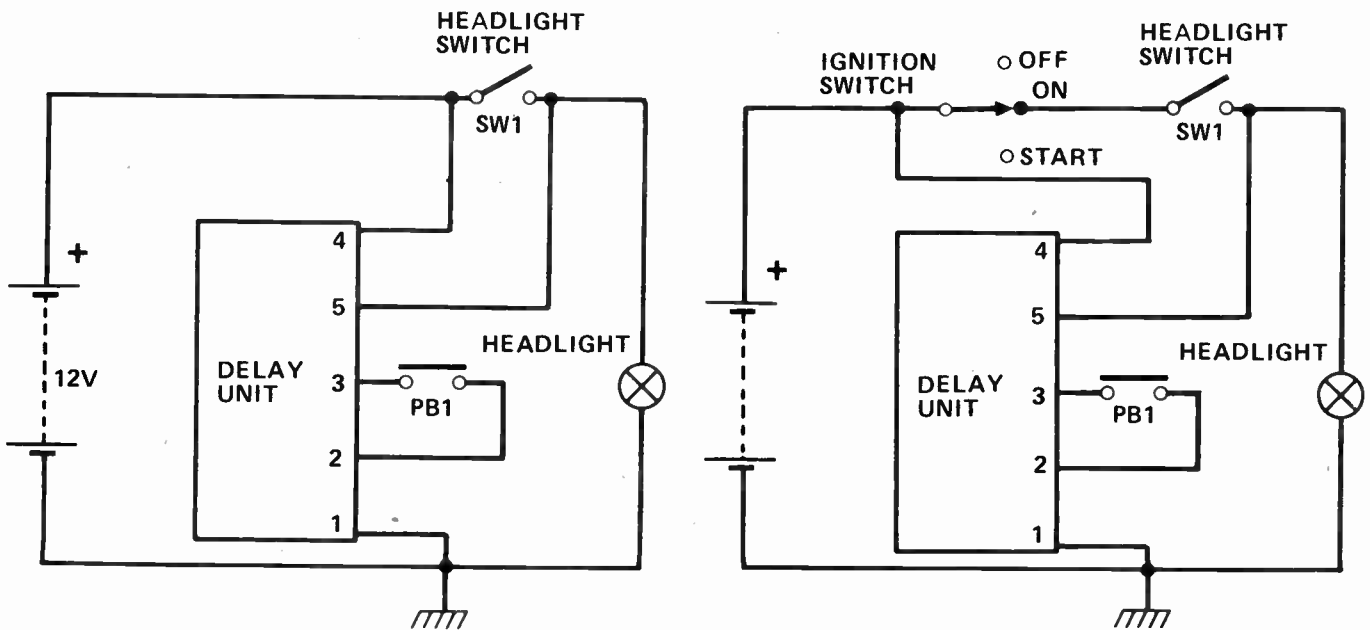 HEADLIGHT
SWITCH
SW1
+
12V
4
5
DELAY
UNIT
3
PB1
2
1
HEADLIGHT
IGNITION
SWITCH
OFF
ON
START
HEADLIGHT
SWITCH
SW1
+
4
5
DELAY
UNIT
3
PB1
2
1
HEADLIGHT